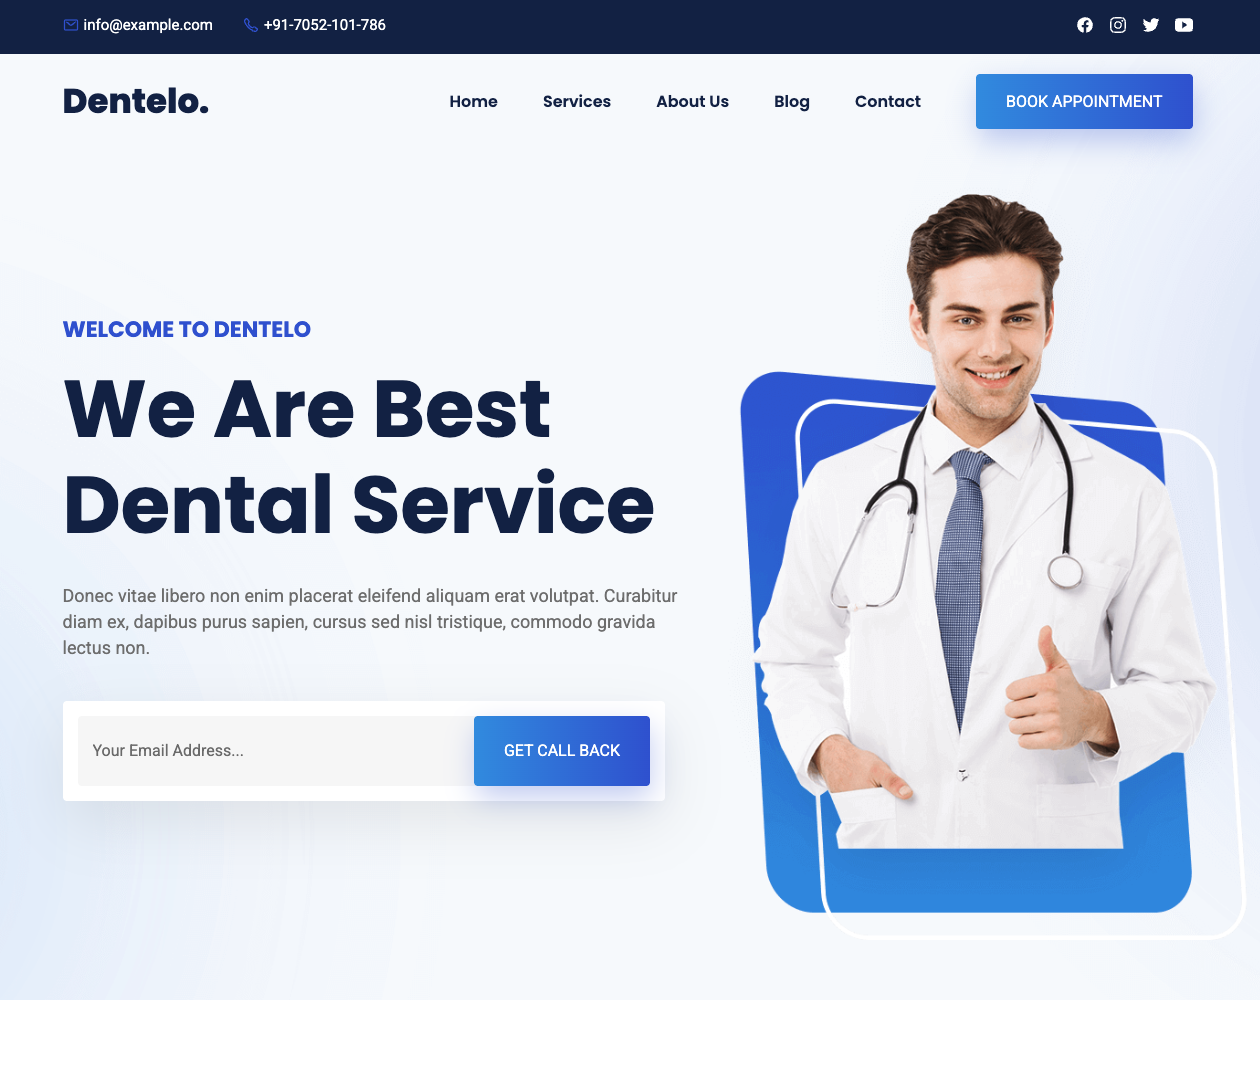 info@example.com
+91-7052-101-786
Dentelo.
Home
Services
About Us
Blog
Contact
BOOK APPOINTMENT
WELCOME TO DENTELO
We Are Best
Dental Service
Donec vitae libero non enim placerat eleifend aliquam erat volutpat. Curabitur
diam ex, dapibus purus sapien, cursus sed nisl tristique, commodo gravida
lectus non.
Your Email Address...
GET CALL BACK